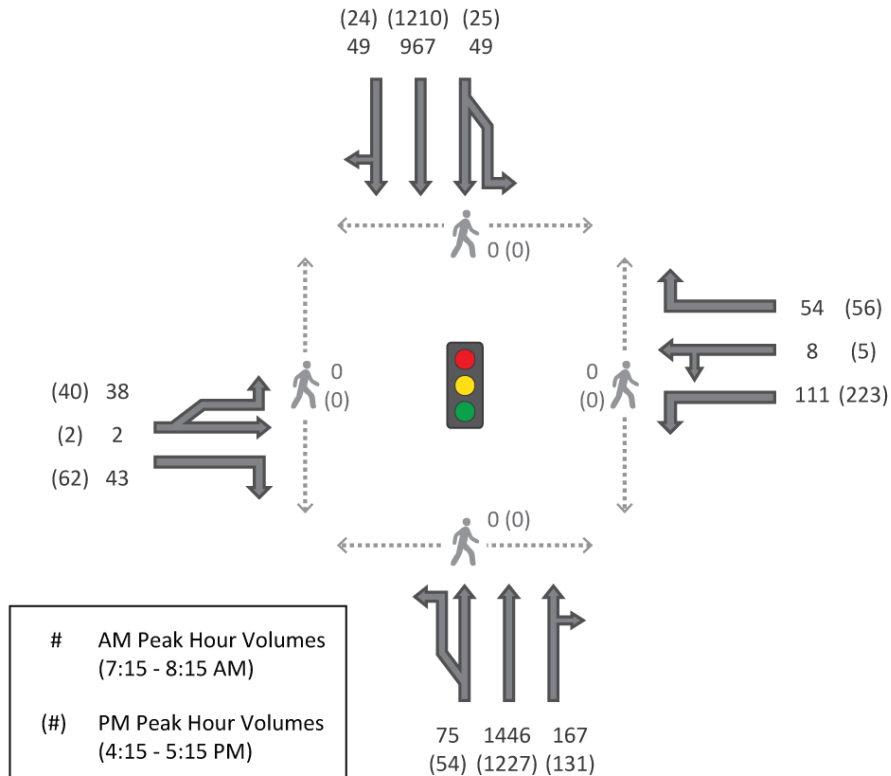 (24) (1210) (25)
49 967 49
0 (0)
54 (56)
0
(0)
0
(0)
8 (5)
(40) 38
111 (223)
(2) 2
(62) 43
0 (0)
# AM Peak Hour Volumes
(7:15 - 8:15 AM)
(#) PM Peak Hour Volumes
(4:15 - 5:15 PM)
75 1446 167
(54) (1227) (131)